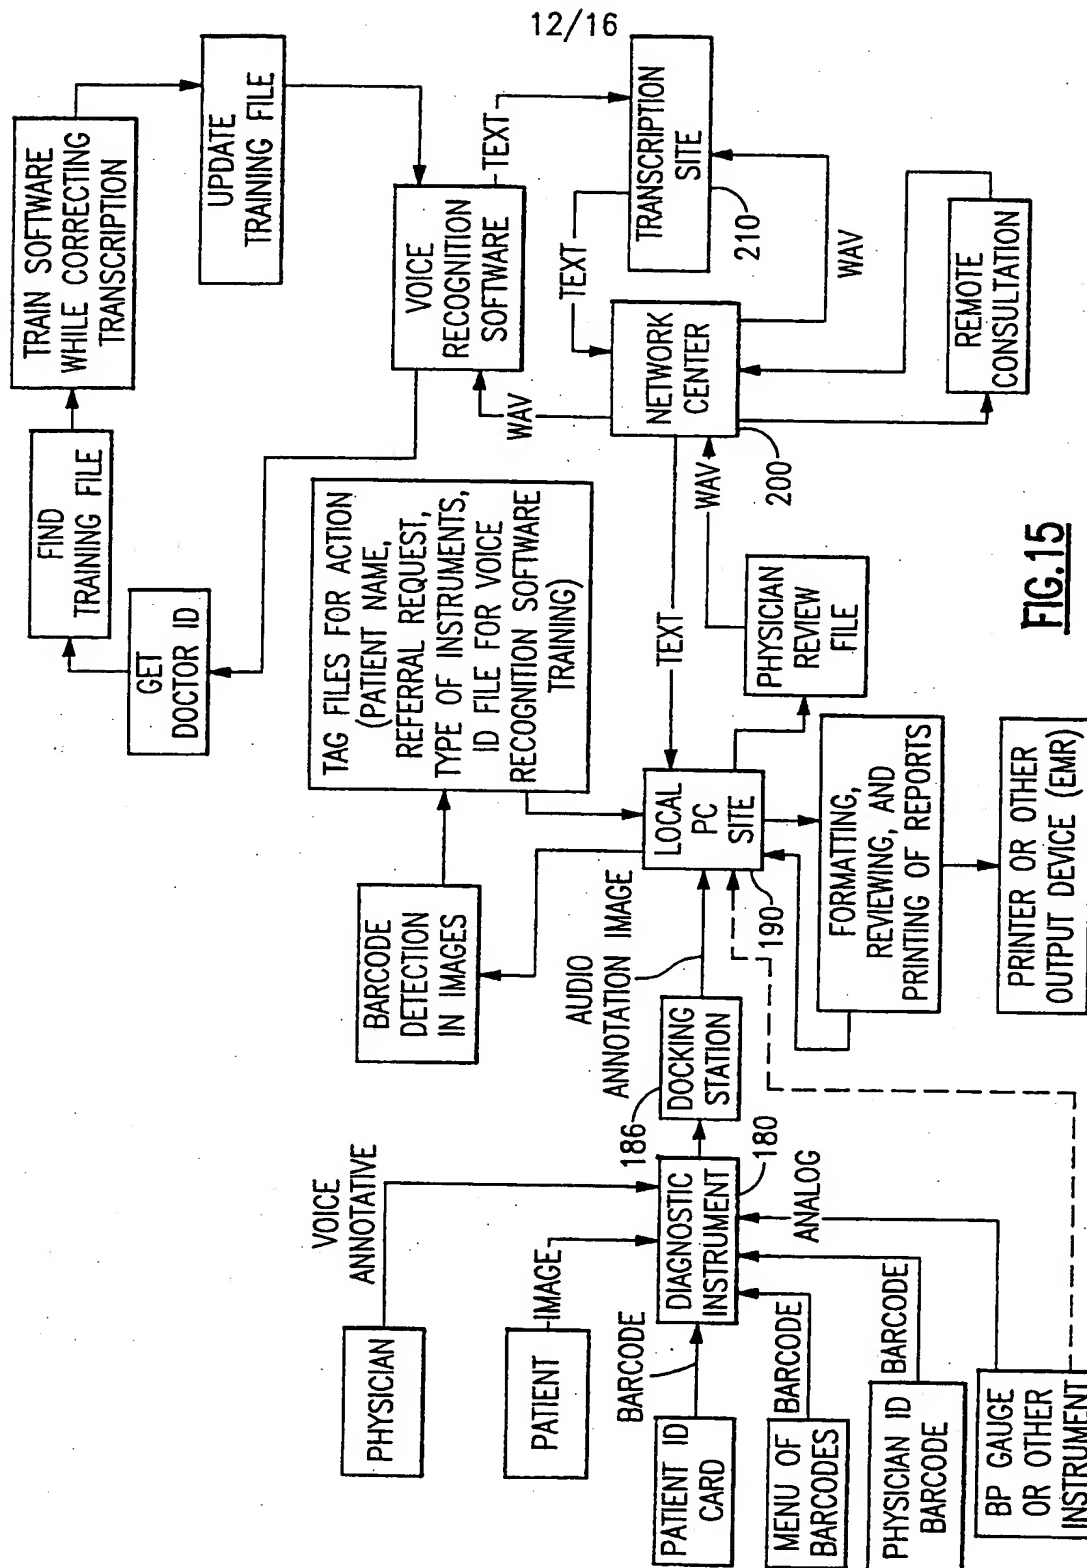 12/16
TRAIN SOFTWARE
WHILE CORRECTING
TRANSCRIPTION
UPDATE
TRAINING FILE
FIND
TRAINING FILE
GET
DOCTOR ID
VOICE
RECOGNITION
SOFTWARE
TEXT
TRANSCRIPTION
SITE
210
TEXT
WAV
NETWORK
CENTER
200
WAV
WAV
REMOTE
CONSULTATION
TAG FILES FOR ACTION
(PATIENT NAME,
REFERRAL REQUEST,
TYPE OF INSTRUMENTS,
ID FILE FOR VOICE
RECOGNITION SOFTWARE
TRAINING)
TEXT
PHYSICIAN
REVIEW
FILE
BARCODE
DETECTION
IN IMAGES
LOCAL
PC
SITE
190
AUDIO
ANNOTATION IMAGE
FORMATTING,
REVIEWING, AND
PRINTING OF REPORTS
PRINTER OR OTHER
OUTPUT DEVICE (EMR)
DOCKING
STATION
186
VOICE
ANNOTATIVE
PHYSICIAN
PATIENT
IMAGE
DIAGNOSTIC
INSTRUMENT
180
ANALOG
BARCODE
PATIENT ID
CARD
BARCODE
MENU OF
BARCODES
BARCODE
PHYSICIAN ID
BARCODE
BP GAUGE
OR OTHER
INSTRUMENT
FIG.15